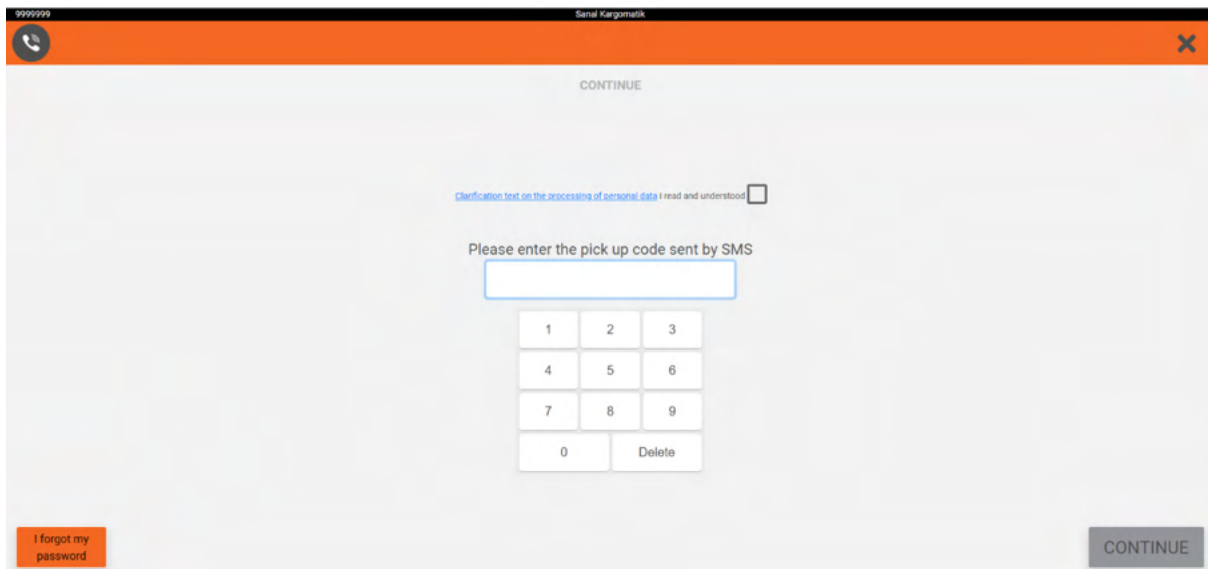 9999999
Sanal Kargomatik
CONTINUE
Clarification text on the processing of personal data I read and understood
Please enter the pick up code sent by SMS
1 2 3
4 5 6
7 8 9
0 Delete
I forgot my
password
CONTINUE